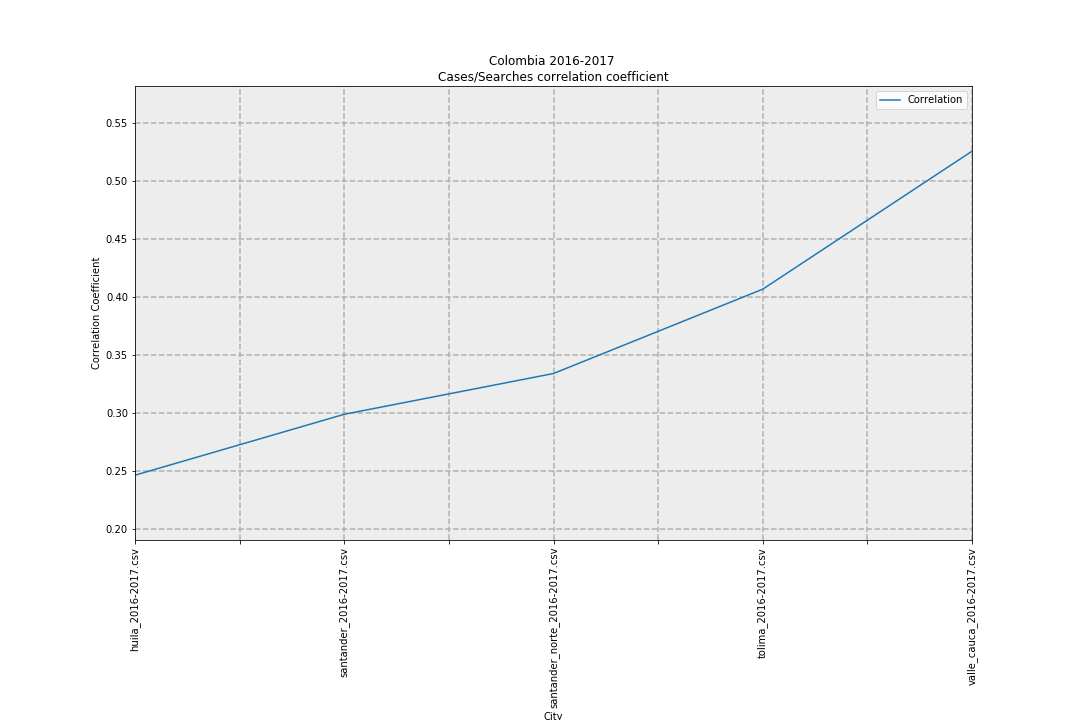 Colombia 2016-2017
Cases/Searches correlation coefficient
Correlation
0.55
0.50
0.45
0.40
0.35
0.30
0.25
0.20
Correlation Coefficient
huila_2016-2017.csv
santander_2016-2017.csv
santander_norte_2016-2017.csv
tolima_2016-2017.csv
valle_cauca_2016-2017.csv
City